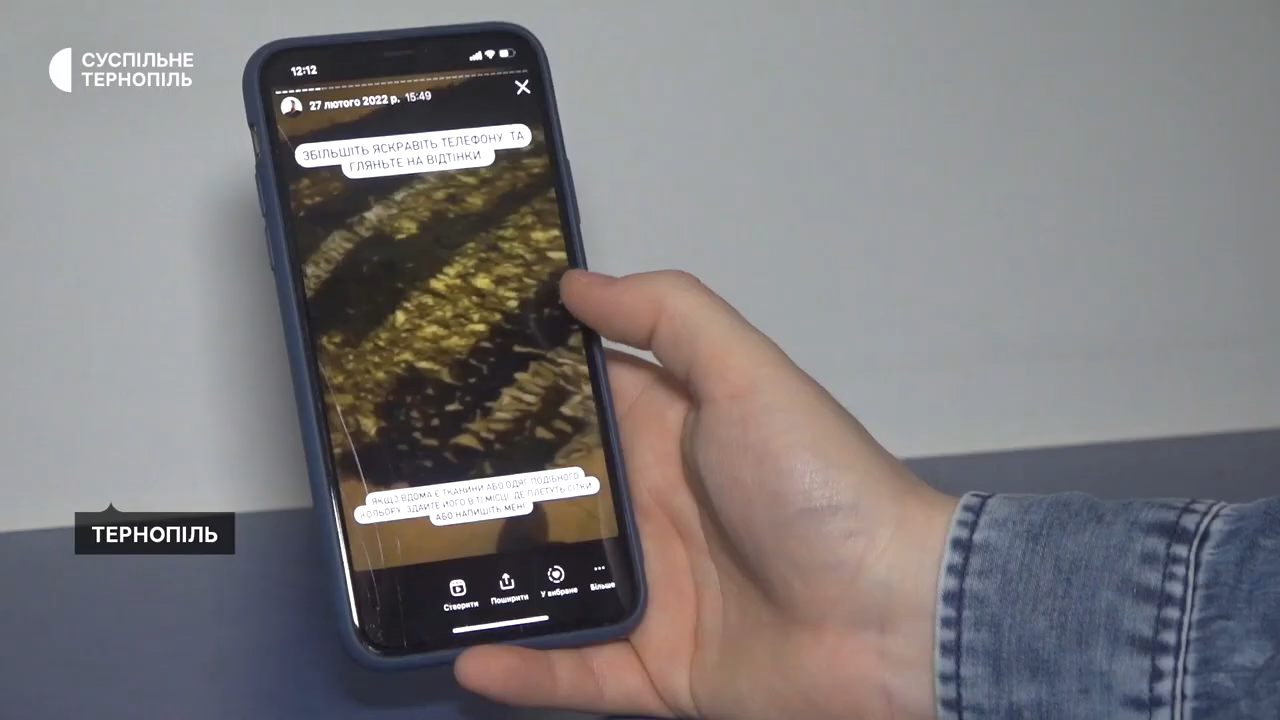 СУСПІЛЬНЕ
ТЕРНОПІЛЬ
12:12
27 лютого 2022 р. 15:49
ЗБІЛЬШІТЬ ЯСКРАВІТЬ ТЕЛЕФОНУ ТА
ГЛЯНЬТЕ НА ВІДТІНКИ
ЯКЩО ВДОМА Є ТКАНИНИ АБО ОДЯГ ПОДІБНОГО
КОЛЬОРУ, ЗДАЙТЕ ЙОГО В ТІ МІСЦІ, ДЕ ПЛЕТУТЬ СІТКИ
АБО НАПИШІТЬ МЕНІ
Створити Поширити У вибране Більше
ТЕРНОПІЛЬ